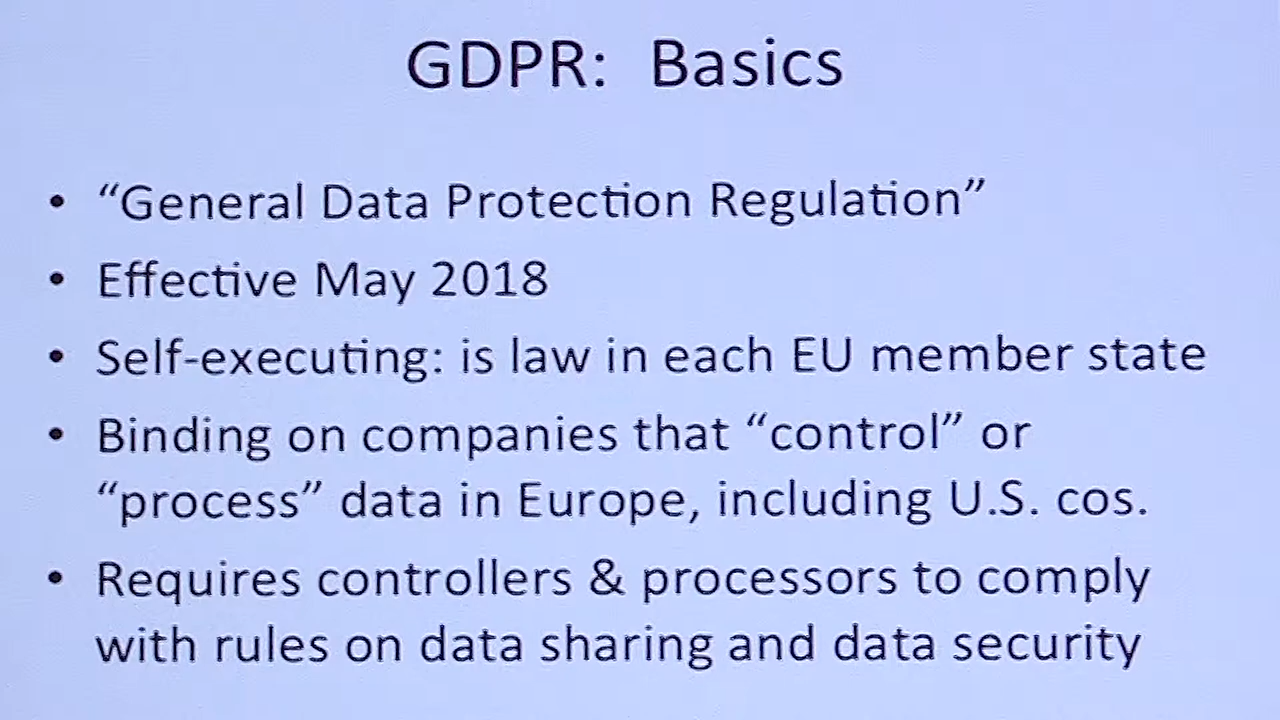 GDPR: Basics
• “General Data Protection Regulation”
• Effective May 2018
• Self-executing: is law in each EU member state
• Binding on companies that “control” or
“process” data in Europe, including U.S. cos.
• Requires controllers & processors to comply
with rules on data sharing and data security